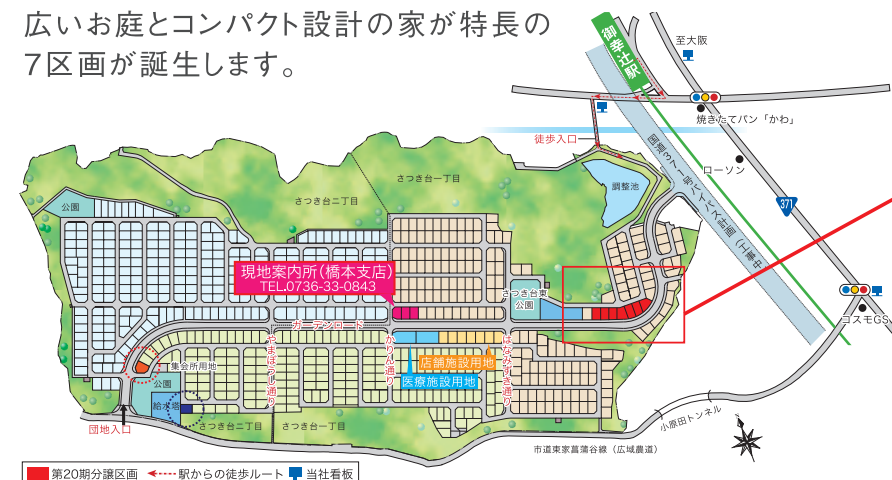 広いお庭とコンパクト設計の家が特長の
7区画が誕生します。
御幸辻駅
至大阪
焼きたてパン「かわ」
徒歩入口
国道371号バイパス計画(工事中)
ローソン
371
調整池
さつき台一丁目
さつき台二丁目
公園
現地案内所(橋本支店)
TEL.0736-33-0843
さつき台東
公園
コスモGS
ガーデンロード
やまぼうし通り
かりん通り
はなみずき通り
集会所用地
店舗施設用地
医療施設用地
公園
給水塔
団地入口
さつき台二丁目
さつき台一丁目
小原田トンネル
市道東家菖蒲谷線(広域農道)
第20期分譲区画
駅からの徒歩ルート
当社看板